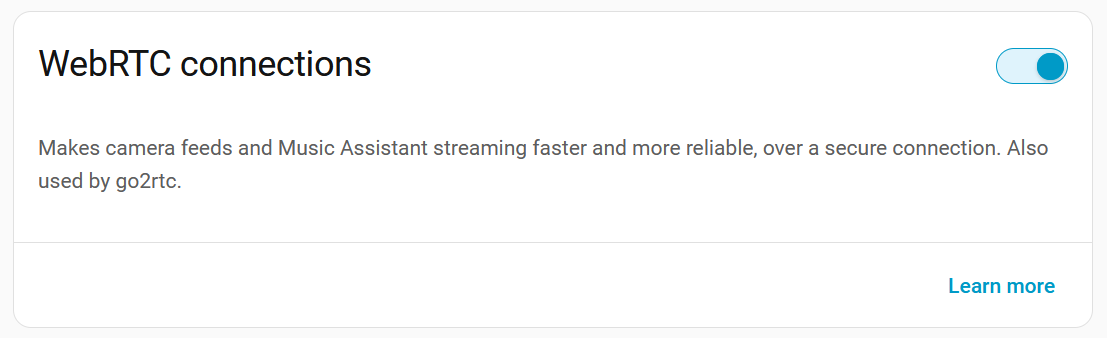 WebRTC connections
Makes camera feeds and Music Assistant streaming faster and more reliable, over a secure connection. Also
used by go2rtc.
Learn more